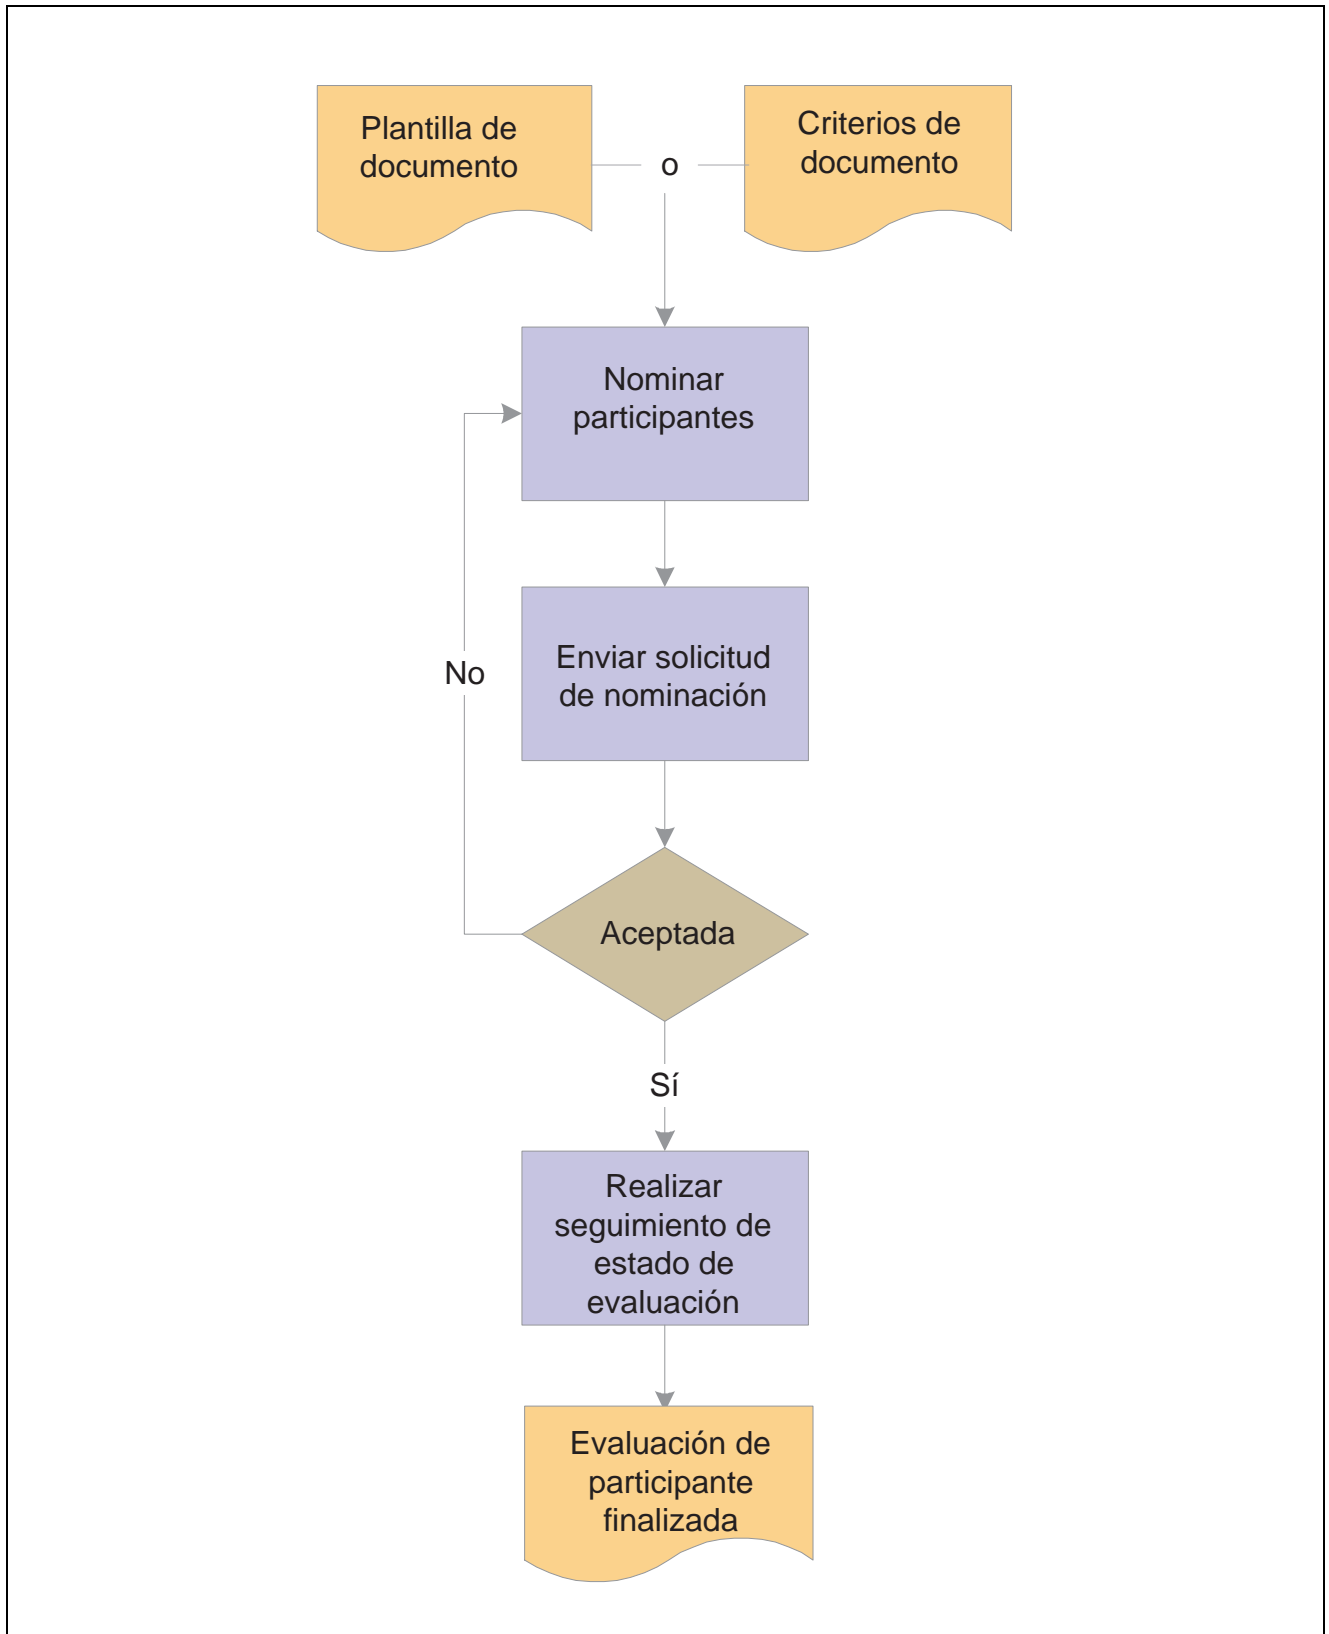 Plantilla de
documento
o
Criterios de
documento
Nominar
participantes
Enviar solicitud
de nominación
No
Aceptada
Sí
Realizar
seguimiento de
estado de
evaluación
Evaluación de
participante
finalizada